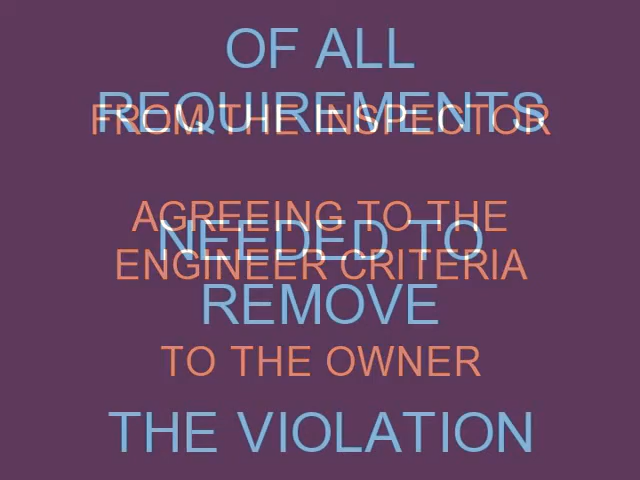 OF ALL
REQUIREMENTS
FROM THE INSPECTOR
AGREEING TO THE
NEEDED TO
ENGINEER CRITERIA
REMOVE
TO THE OWNER
THE VIOLATION